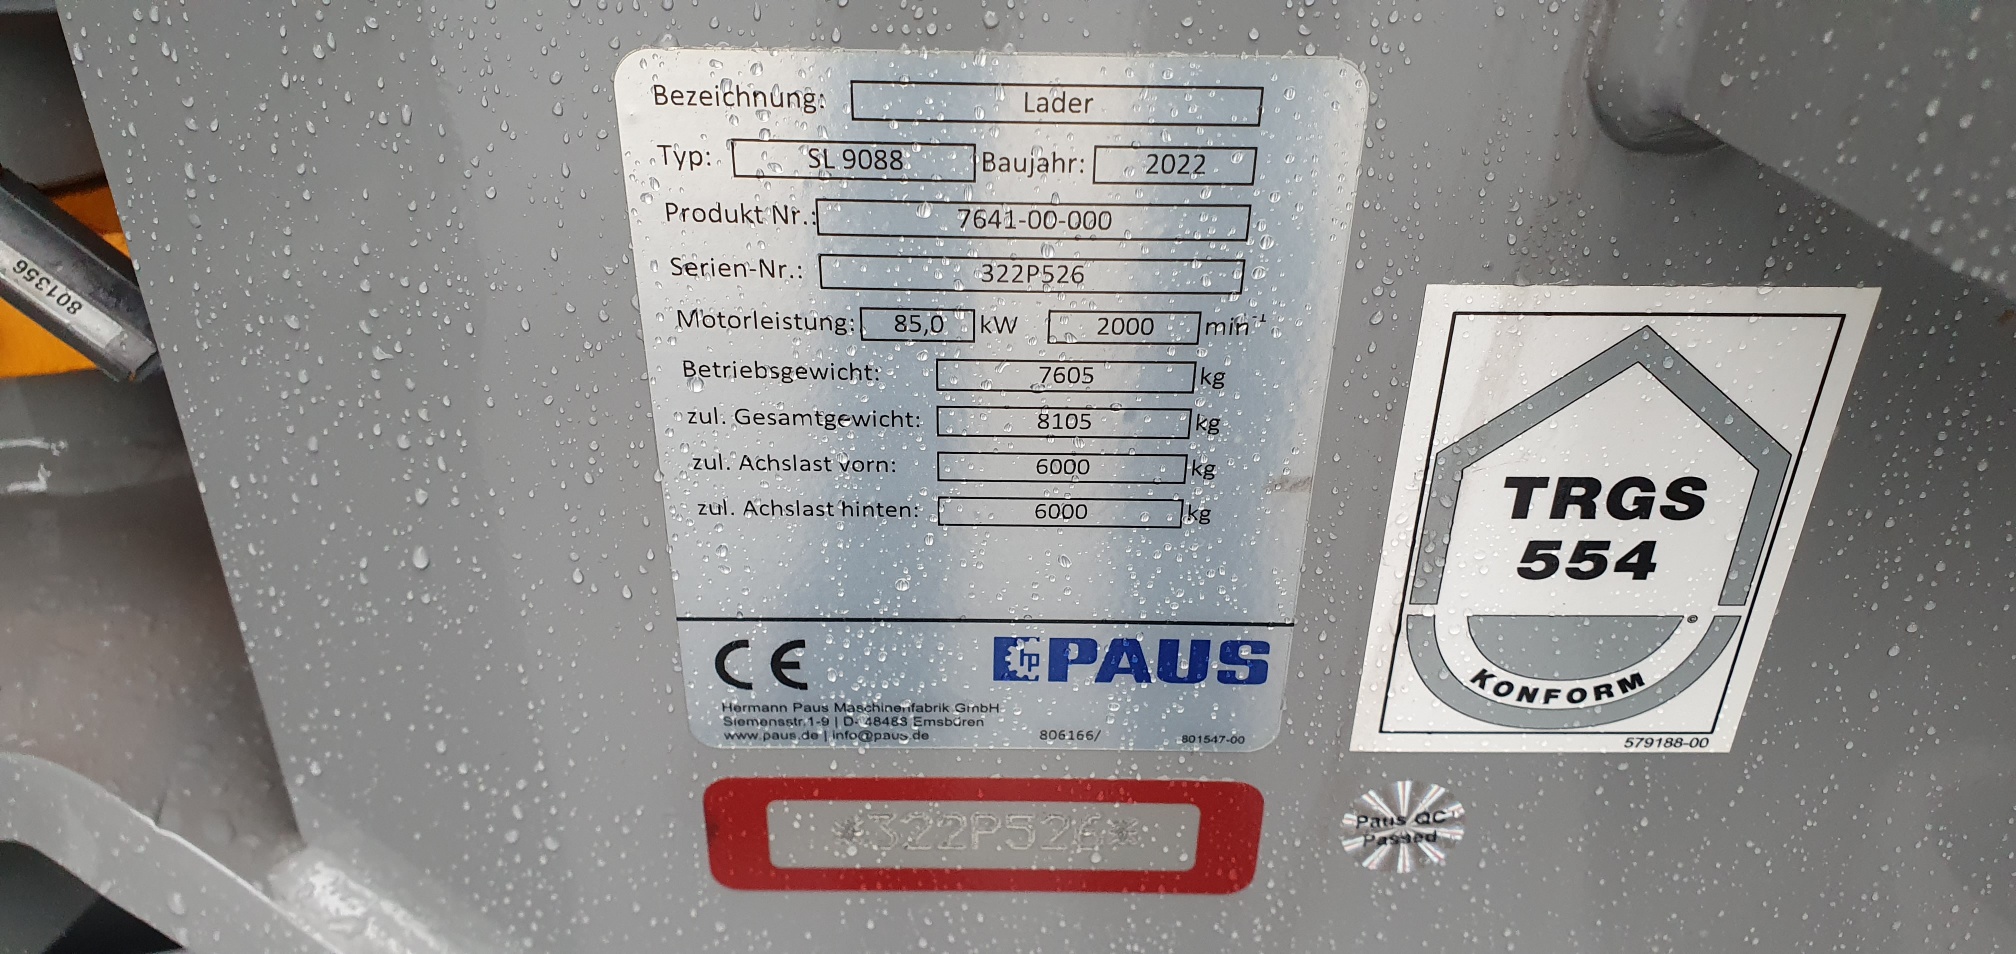 Bezeichnung: Lader
Typ: SL 9088 Baujahr: 2022
Produkt Nr.: 7641-00-000
Serien-Nr.: 322P526
Motorleistung: 85,0 kW 2000 min⁻¹
Betriebsgewicht: 7605 kg
zul. Gesamtgewicht: 8105 kg
zul. Achslast vorn: 6000 kg
zul. Achslast hinten: 6000 kg
CE hp PAUS
Hermann Paus Maschinenfabrik GmbH
Siemensstr.1-9 | D- 48483 Emsbüren
www.paus.de | info@paus.de 806166/ 801547-00
*322P526*
TRGS
554
©
KONFORM
579188-00
Paus QC
Passed
801356